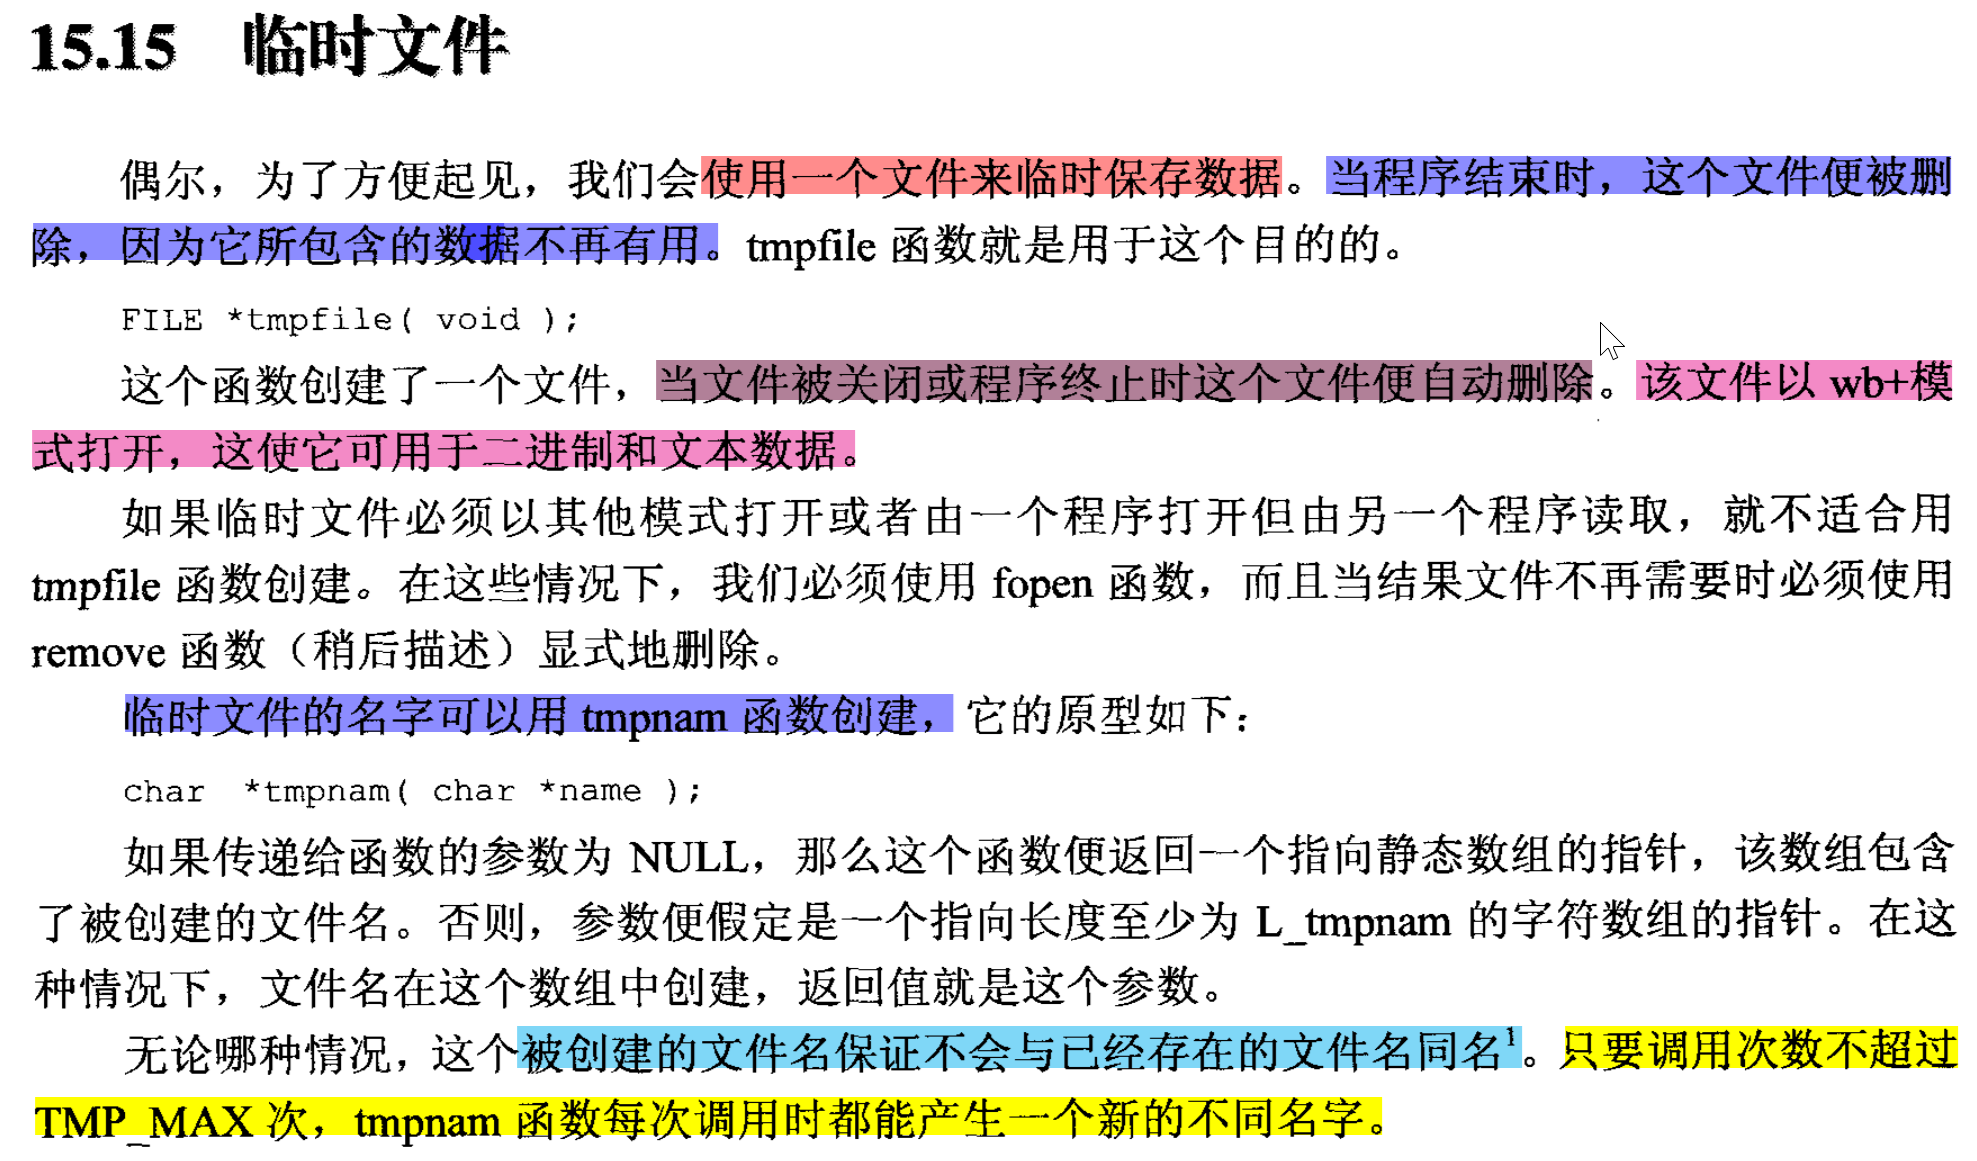 15.15 临时文件
偶尔，为了方便起见，我们会使用一个文件来临时保存数据。当程序结束时，这个文件便被删
除，因为它所包含的数据不再有用。tmpfile 函数就是用于这个目的的。
FILE *tmpfile( void );
这个函数创建了一个文件，当文件被关闭或程序终止时这个文件便自动删除。该文件以 wb+模
式打开，这使它可用于二进制和文本数据。
如果临时文件必须以其他模式打开或者由一个程序打开但由另一个程序读取，就不适合用
tmpfile 函数创建。在这些情况下，我们必须使用 fopen 函数，而且当结果文件不再需要时必须使用
remove 函数（稍后描述）显式地删除。
临时文件的名字可以用 tmpnam 函数创建，它的原型如下：
char *tmpnam( char *name );
如果传递给函数的参数为 NULL，那么这个函数便返回一个指向静态数组的指针，该数组包含
了被创建的文件名。否则，参数便假定是一个指向长度至少为 L_tmpnam 的字符数组的指针。在这
种情况下，文件名在这个数组中创建，返回值就是这个参数。
无论哪种情况，这个被创建的文件名保证不会与已经存在的文件名同名1。只要调用次数不超过
TMP_MAX 次，tmpnam 函数每次调用时都能产生一个新的不同名字。